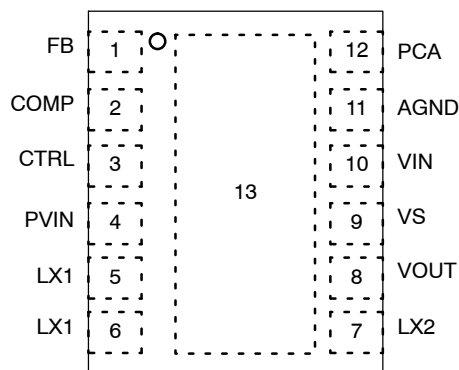 FB 1 12 PCA
COMP 2 11 AGND
CTRL 3 10 VIN
13
PVIN 4 9 VS
LX1 5 8 VOUT
LX1 6 7 LX2